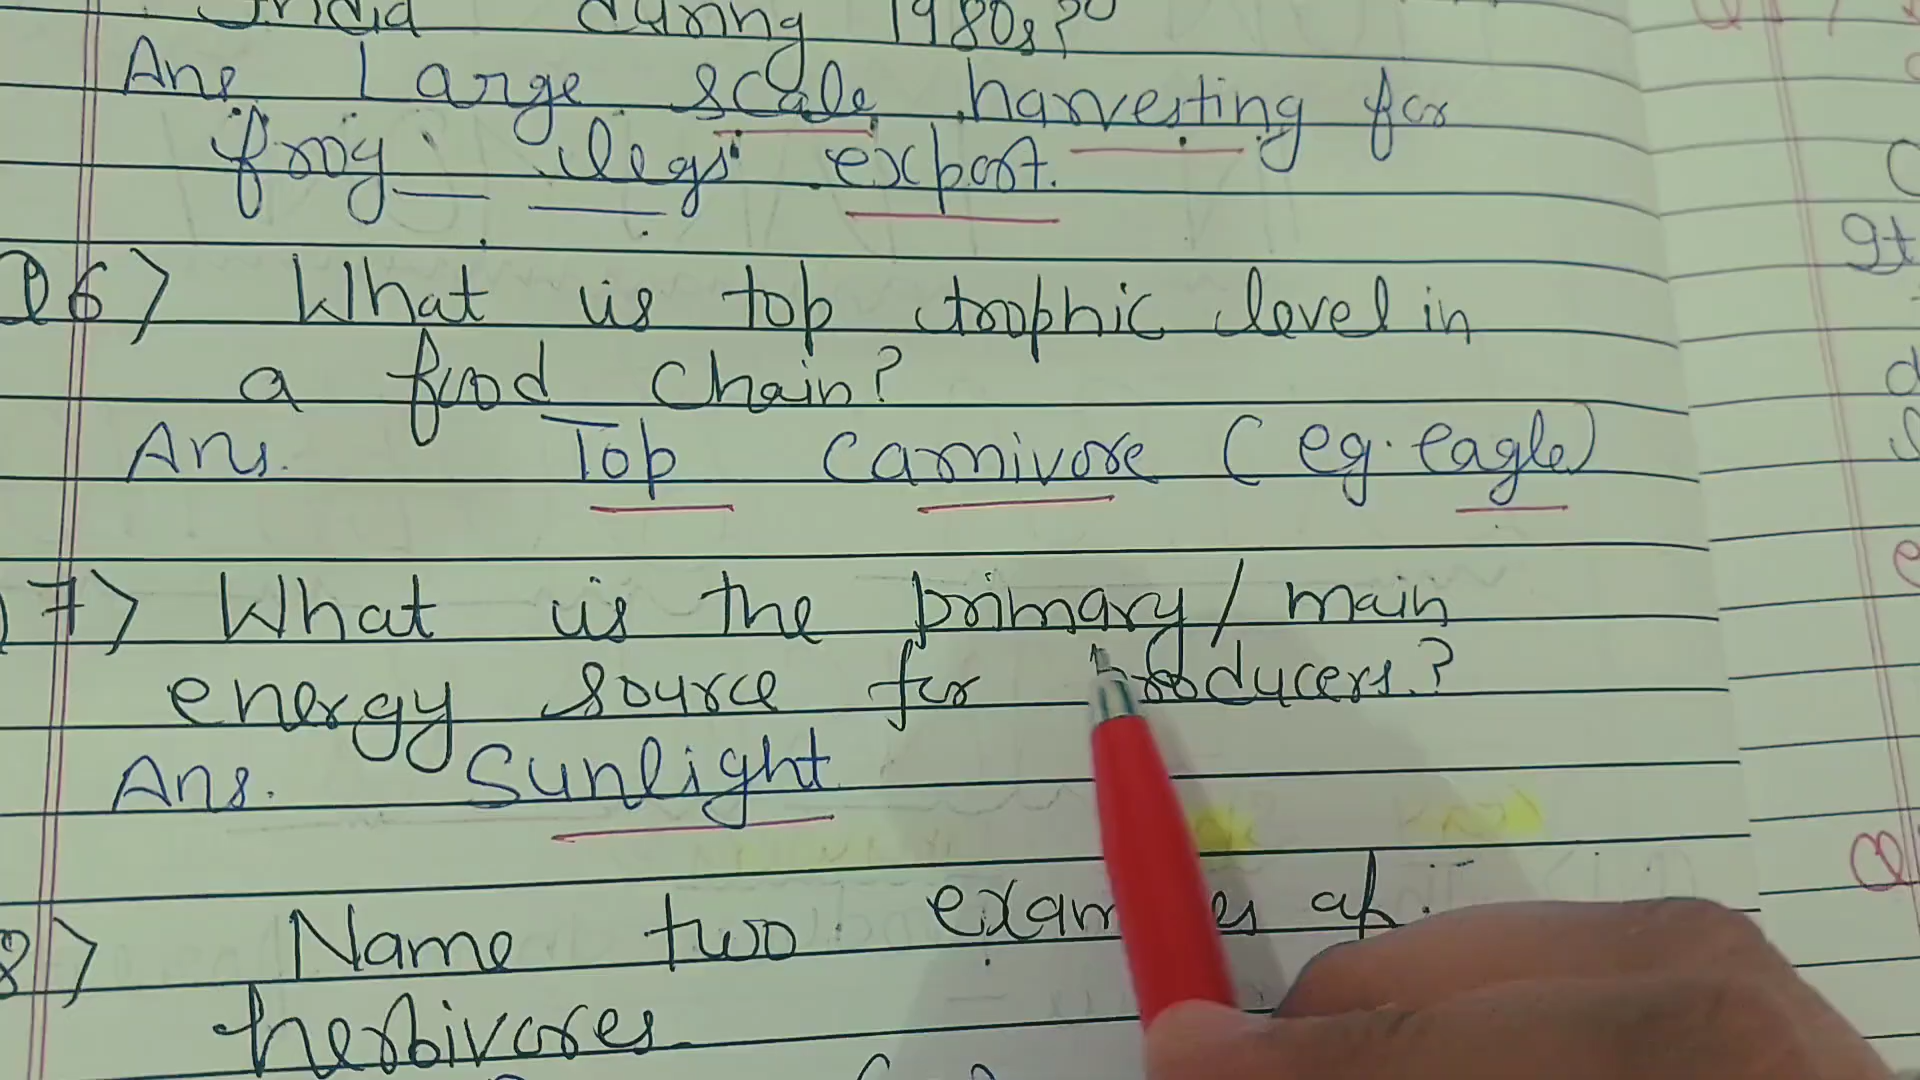 India during 1980s?
Ans Large scale harvesting for
frog legs export.
Q6) What is top trophic level in
a food chain?
Ans. Top Carnivore (eg. eagle)
7) What is the primary/main
energy source for producers?
Ans. Sunlight
8) Name two examples of
herbivores